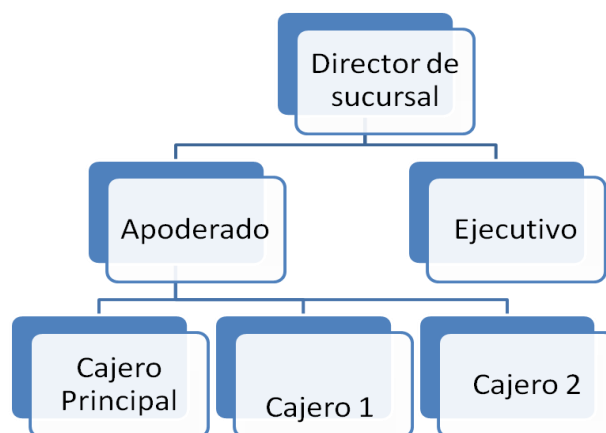 Director de
sucursal
Apoderado
Ejecutivo
Cajero
Principal
Cajero 1
Cajero 2